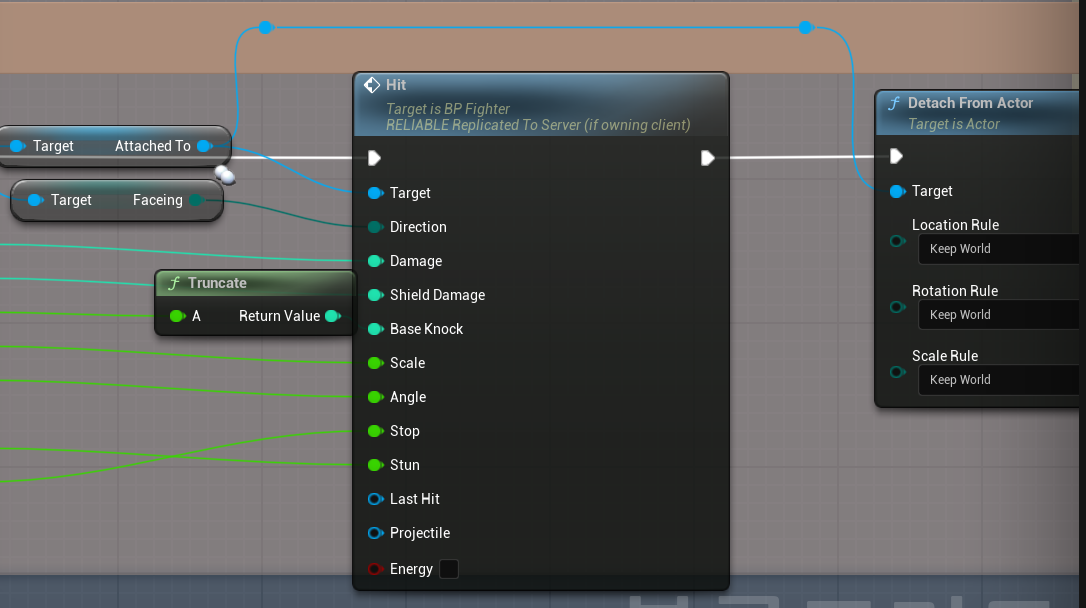 Target Attached To
Target Faceing
f Truncate
A Return Value
Hit
Target is BP Fighter
RELIABLE Replicated To Server (if owning client)
Target
Direction
Damage
Shield Damage
Base Knock
Scale
Angle
Stop
Stun
Last Hit
Projectile
Energy
f Detach From Actor
Target is Actor
Target
Location Rule
Keep World
Rotation Rule
Keep World
Scale Rule
Keep World